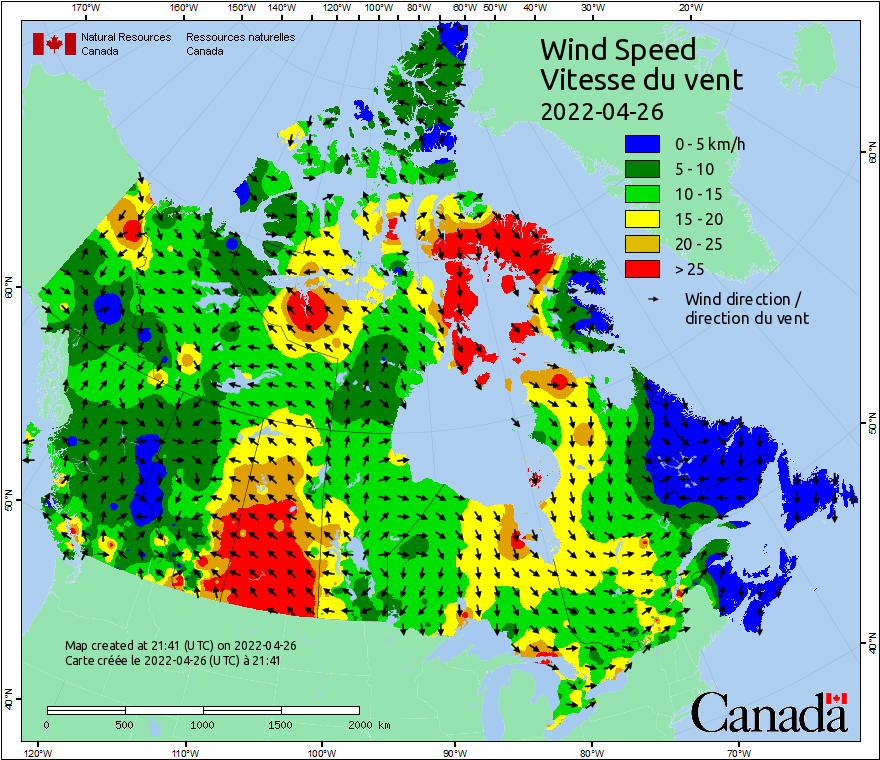 170°W 160°W 150°W 140°W 120°W 100°W 80°W 60°W 50°W 40°W 30°W 20°W
Natural Resources Ressources naturelles
Canada Canada
Wind Speed
Vitesse du vent
2022-04-26
0 - 5 km/h
5 - 10
10 - 15
15 - 20
20 - 25
> 25
Wind direction /
direction du vent
60°N 60°N
50°N 50°N
40°N 40°N
Map created at 21:41 (UTC) on 2022-04-26
Carte créée le 2022-04-26 (UTC) à 21:41
0 500 1000 1500 2000 km
Canada
120°W 110°W 100°W 90°W 80°W 70°W